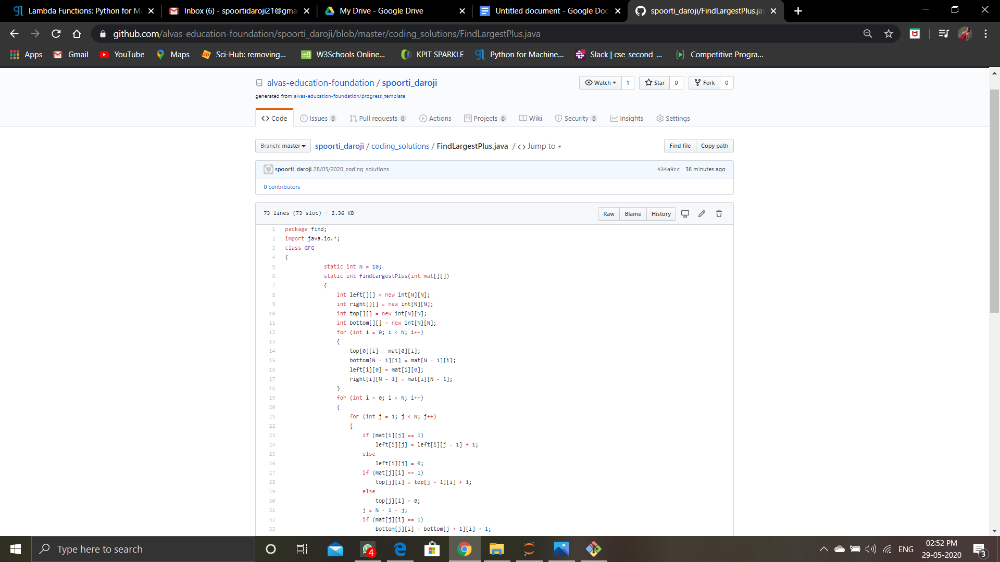 Lambda Functions: Python for Ma
Inbox (6) - spoortidaroji21@gma
My Drive - Google Drive
Untitled document - Google Doc
spoorti_daroji/FindLargestPlus.ja
github.com/alvas-education-foundation/spoorti_daroji/blob/master/coding_solutions/FindLargestPlus.java
Apps Gmail YouTube Maps Sci-Hub: removing... W3Schools Online... KPIT SPARKLE Python for Machine... Slack | cse_second_... Competitive Progra...
alvas-education-foundation / spoorti_daroji
Watch 1 Star 0 Fork 0
generated from alvas-education-foundation/progress_template
Code Issues 0 Pull requests 0 Actions Projects 0 Wiki Security 0 Insights Settings
Branch: master spoorti_daroji / coding_solutions / FindLargestPlus.java / <> Jump to
Find file Copy path
spoorti_daroji 28/05/2020_coding_solutions
434a9cc 36 minutes ago
0 contributors
73 lines (73 sloc) 2.36 KB
Raw Blame History
1 package find;
2 import java.io.*;
3 class GFG
4 {
5 static int N = 10;
6 static int findLargestPlus(int mat[][])
7 {
8 int left[][] = new int[N][N];
9 int right[][] = new int[N][N];
10 int top[][] = new int[N][N];
11 int bottom[][] = new int[N][N];
12 for (int i = 0; i < N; i++)
13 {
14 top[0][i] = mat[0][i];
15 bottom[N - 1][i] = mat[N - 1][i];
16 left[i][0] = mat[i][0];
17 right[i][N - 1] = mat[i][N - 1];
18 }
19 for (int i = 0; i < N; i++)
20 {
21 for (int j = 1; j < N; j++)
22 {
23 if (mat[i][j] == 1)
24 left[i][j] = left[i][j - 1] + 1;
25 else
26 left[i][j] = 0;
27 if (mat[j][i] == 1)
28 top[j][i] = top[j - 1][i] + 1;
29 else
30 top[j][i] = 0;
31 j = N - 1 - j;
32 if (mat[j][i] == 1)
33 bottom[j][i] = bottom[j + 1][i] + 1;
Type here to search
4
ENG
02:52 PM
29-05-2020
3